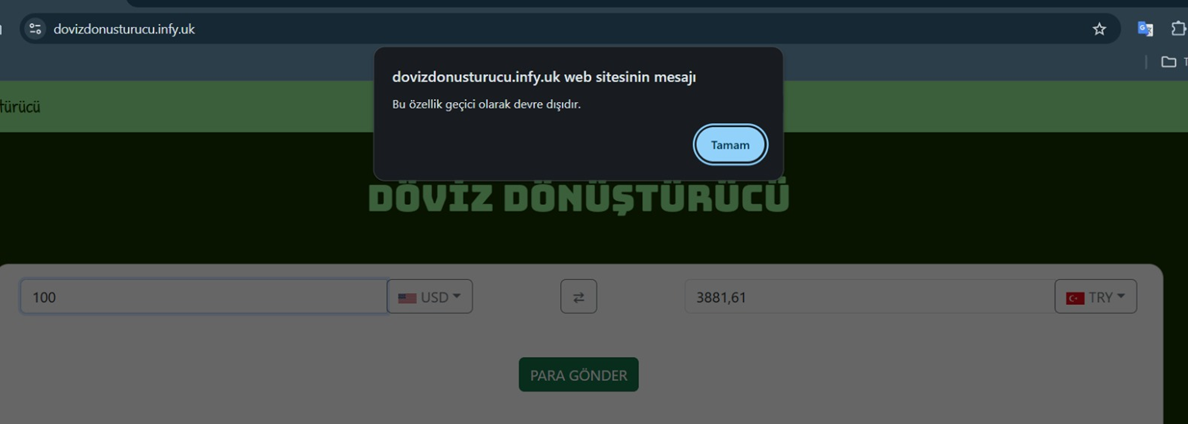 dovizdonusturucu.infy.uk
dovizdonusturucu.infy.uk web sitesinin mesajı
Bu özellik geçici olarak devre dışıdır.
Tamam
türücü
DÖVİZ DÖNÜŞTÜRÜCÜ
100
USD
3881,61
TRY
PARA GÖNDER